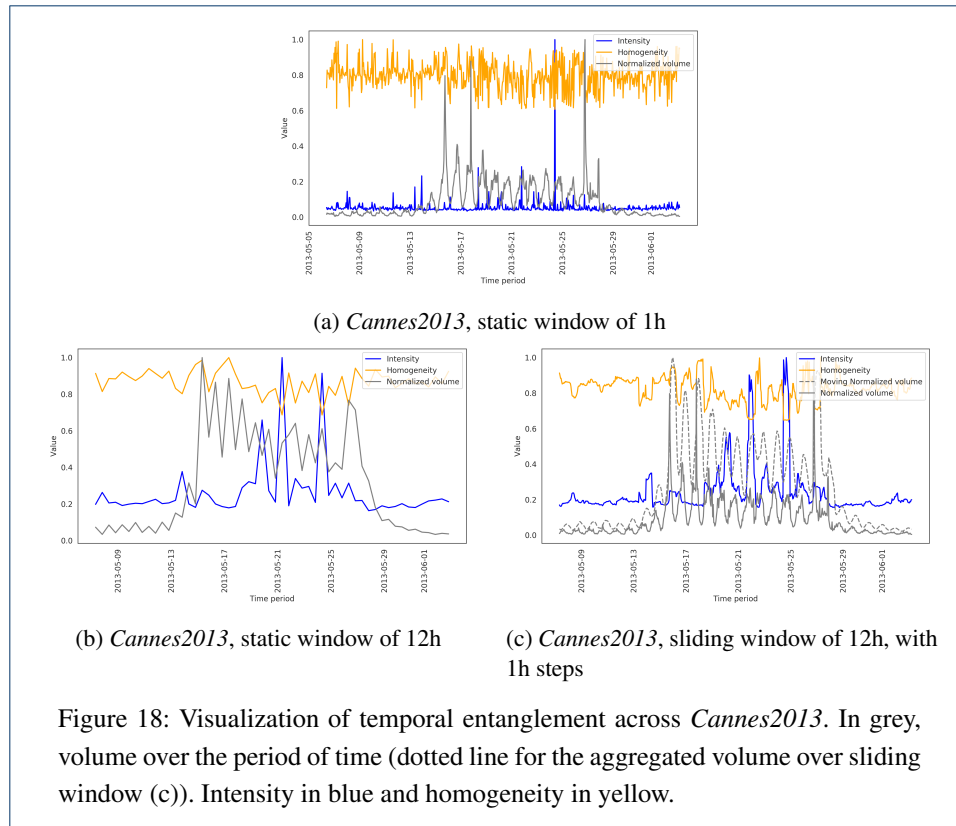 Intensity
Homogeneity
Normalized volume
1.0
0.8
0.6
0.4
0.2
0.0
Value
2013-05-05
2013-05-09
2013-05-13
2013-05-17
2013-05-21
2013-05-25
2013-05-29
2013-06-01
Time period
(a) Cannes2013, static window of 1h
Intensity
Homogeneity
Normalized volume
1.0
0.8
0.6
0.4
0.2
0.0
Value
2013-05-09
2013-05-13
2013-05-17
2013-05-21
2013-05-25
2013-05-29
2013-06-01
Time period
(b) Cannes2013, static window of 12h
Intensity
Homogeneity
Moving Normalized volume
Normalized volume
1.0
0.8
0.6
0.4
0.2
0.0
Value
2013-05-09
2013-05-13
2013-05-17
2013-05-21
2013-05-25
2013-05-29
2013-06-01
Time period
(c) Cannes2013, sliding window of 12h, with
1h steps
Figure 18: Visualization of temporal entanglement across Cannes2013. In grey,
volume over the period of time (dotted line for the aggregated volume over sliding
window (c)). Intensity in blue and homogeneity in yellow.